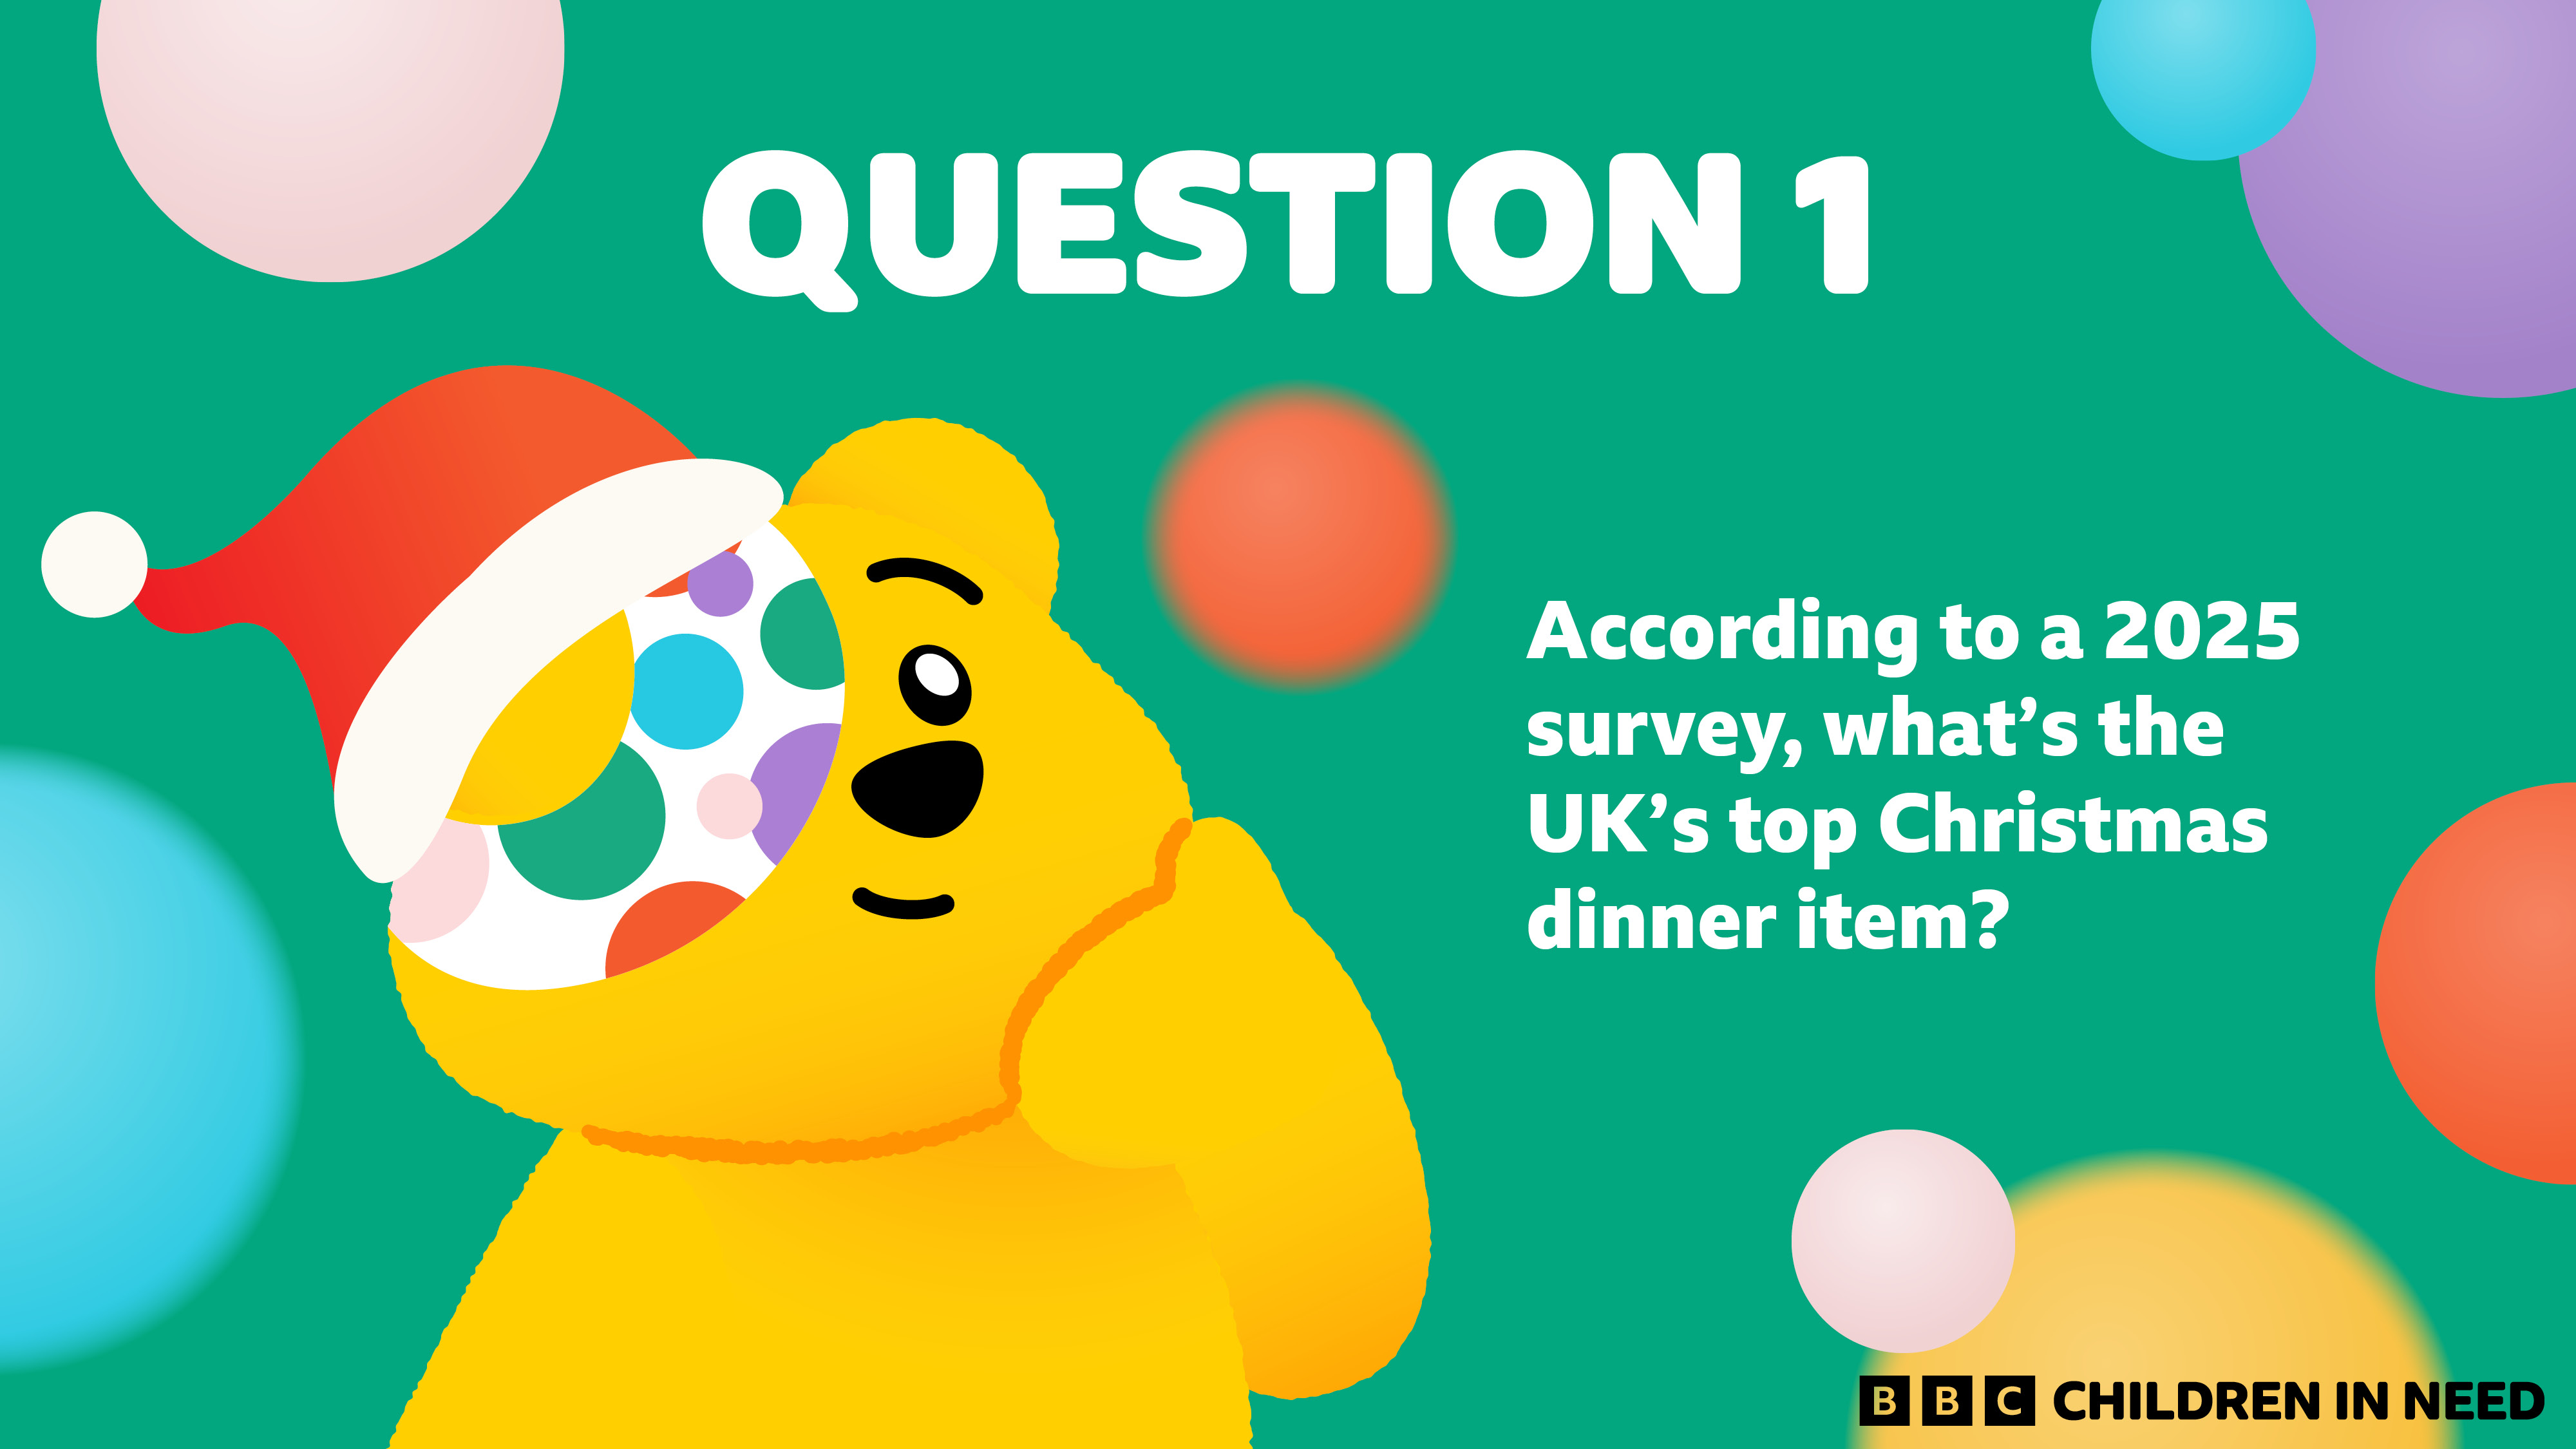 QUESTION 1
According to a 2025
survey, what’s the
UK’s top Christmas
dinner item?
BBC CHILDREN IN NEED